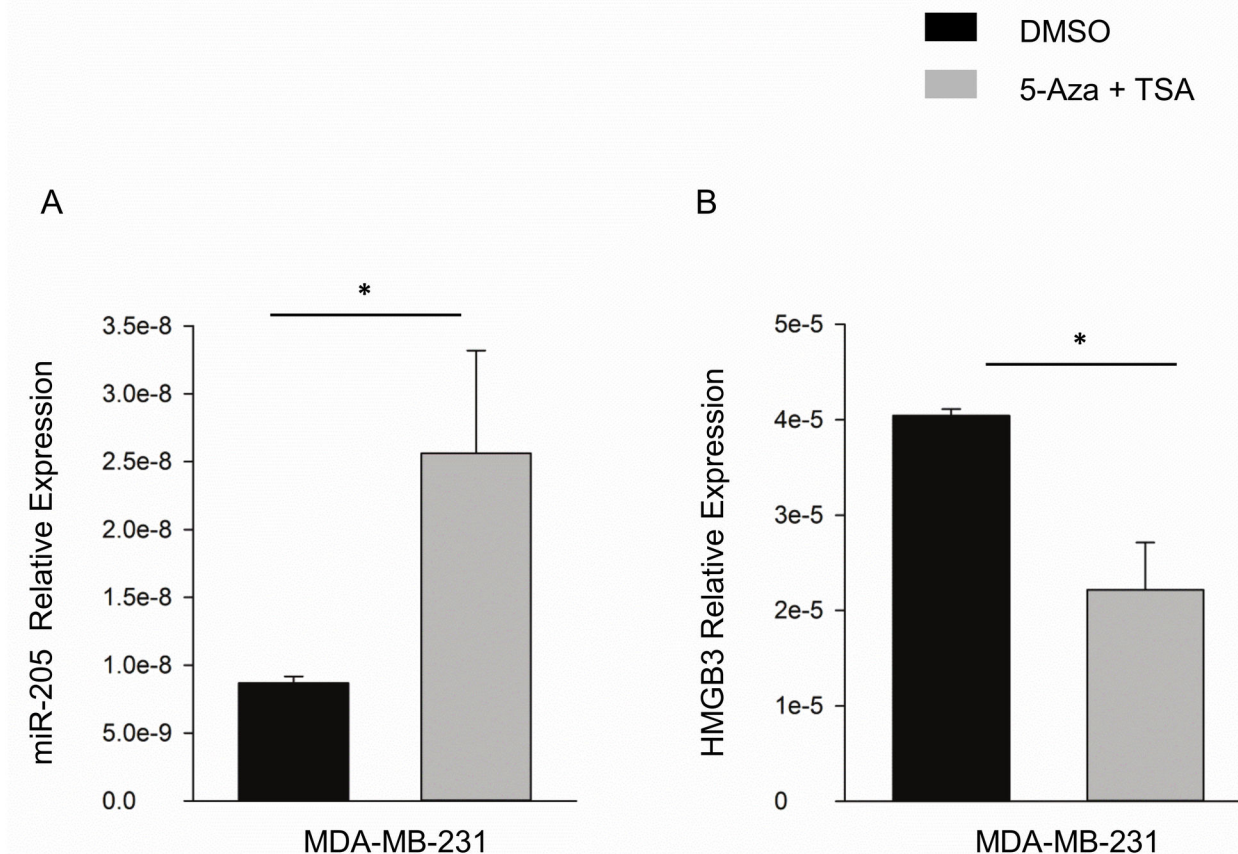 DMSO
5-Aza + TSA
A
B
*
*
miR-205 Relative Expression
3.5e-8
3.0e-8
2.5e-8
2.0e-8
1.5e-8
1.0e-8
5.0e-9
0.0
MDA-MB-231
HMGB3 Relative Expression
5e-5
4e-5
3e-5
2e-5
1e-5
0
MDA-MB-231